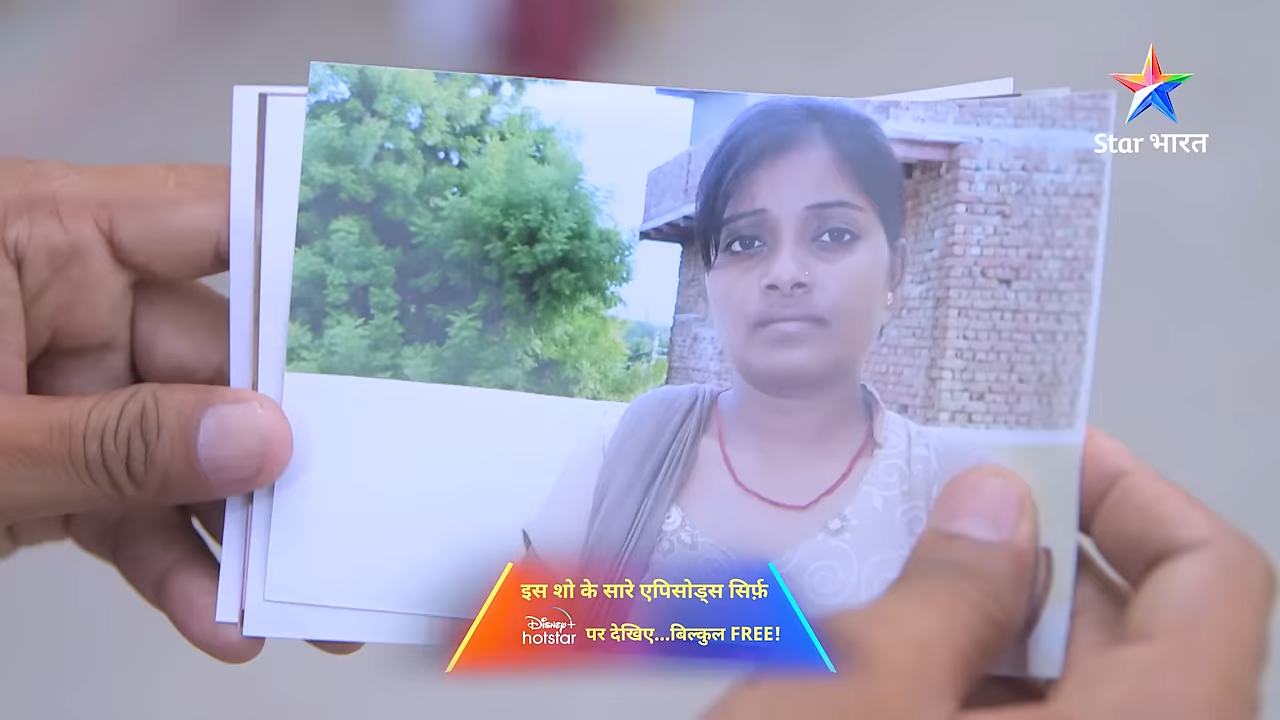 Star भारत
इस शो के सारे एपिसोड्स सिर्फ़
Disney+
hotstar पर देखिए...बिल्कुल FREE!